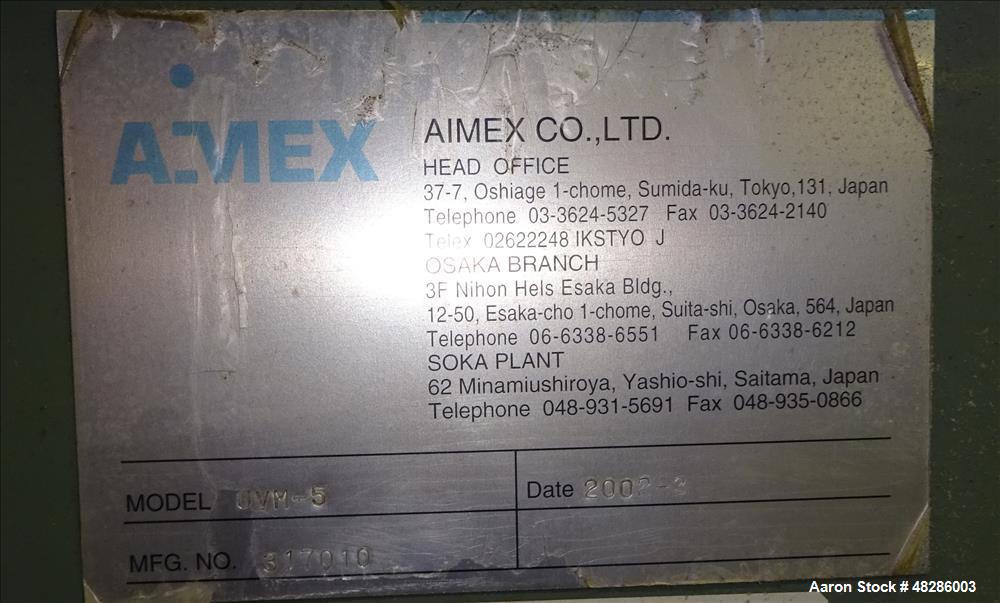 AIMEX
AIMEX CO.,LTD.
HEAD OFFICE
37-7, Oshiage 1-chome, Sumida-ku, Tokyo,131, Japan
Telephone 03-3624-5327 Fax 03-3624-2140
Telex 02622248 IKSTYO J
OSAKA BRANCH
3F Nihon Hels Esaka Bldg.,
12-50, Esaka-cho 1-chome, Suita-shi, Osaka, 564, Japan
Telephone 06-6338-6551 Fax 06-6338-6212
SOKA PLANT
62 Minamiushiroya, Yashio-shi, Saitama, Japan
Telephone 048-931-5691 Fax 048-935-0866
MODEL UVM-5
Date
MFG. NO. 317010
Aaron Stock # 48286003